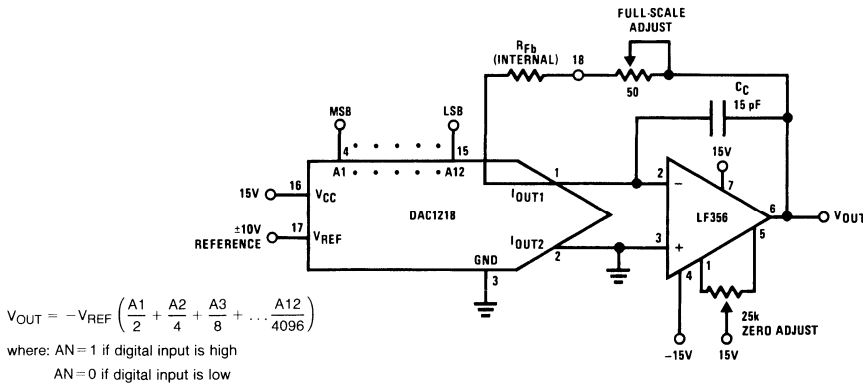 FULL-SCALE
ADJUST
RFb
(INTERNAL)
18
50
CC
15 pF
MSB
LSB
4
15
A1
A12
15V
16
VCC
±10V
REFERENCE
17
VREF
DAC1218
IOUT1
1
IOUT2
2
GND
3
2
−
3
+
LF356
15V
7
6
VOUT
5
4
1
25k
ZERO ADJUST
−15V
15V
VOUT = −VREF (A1/2 + A2/4 + A3/8 + ... A12/4096)
where: AN = 1 if digital input is high
AN = 0 if digital input is low